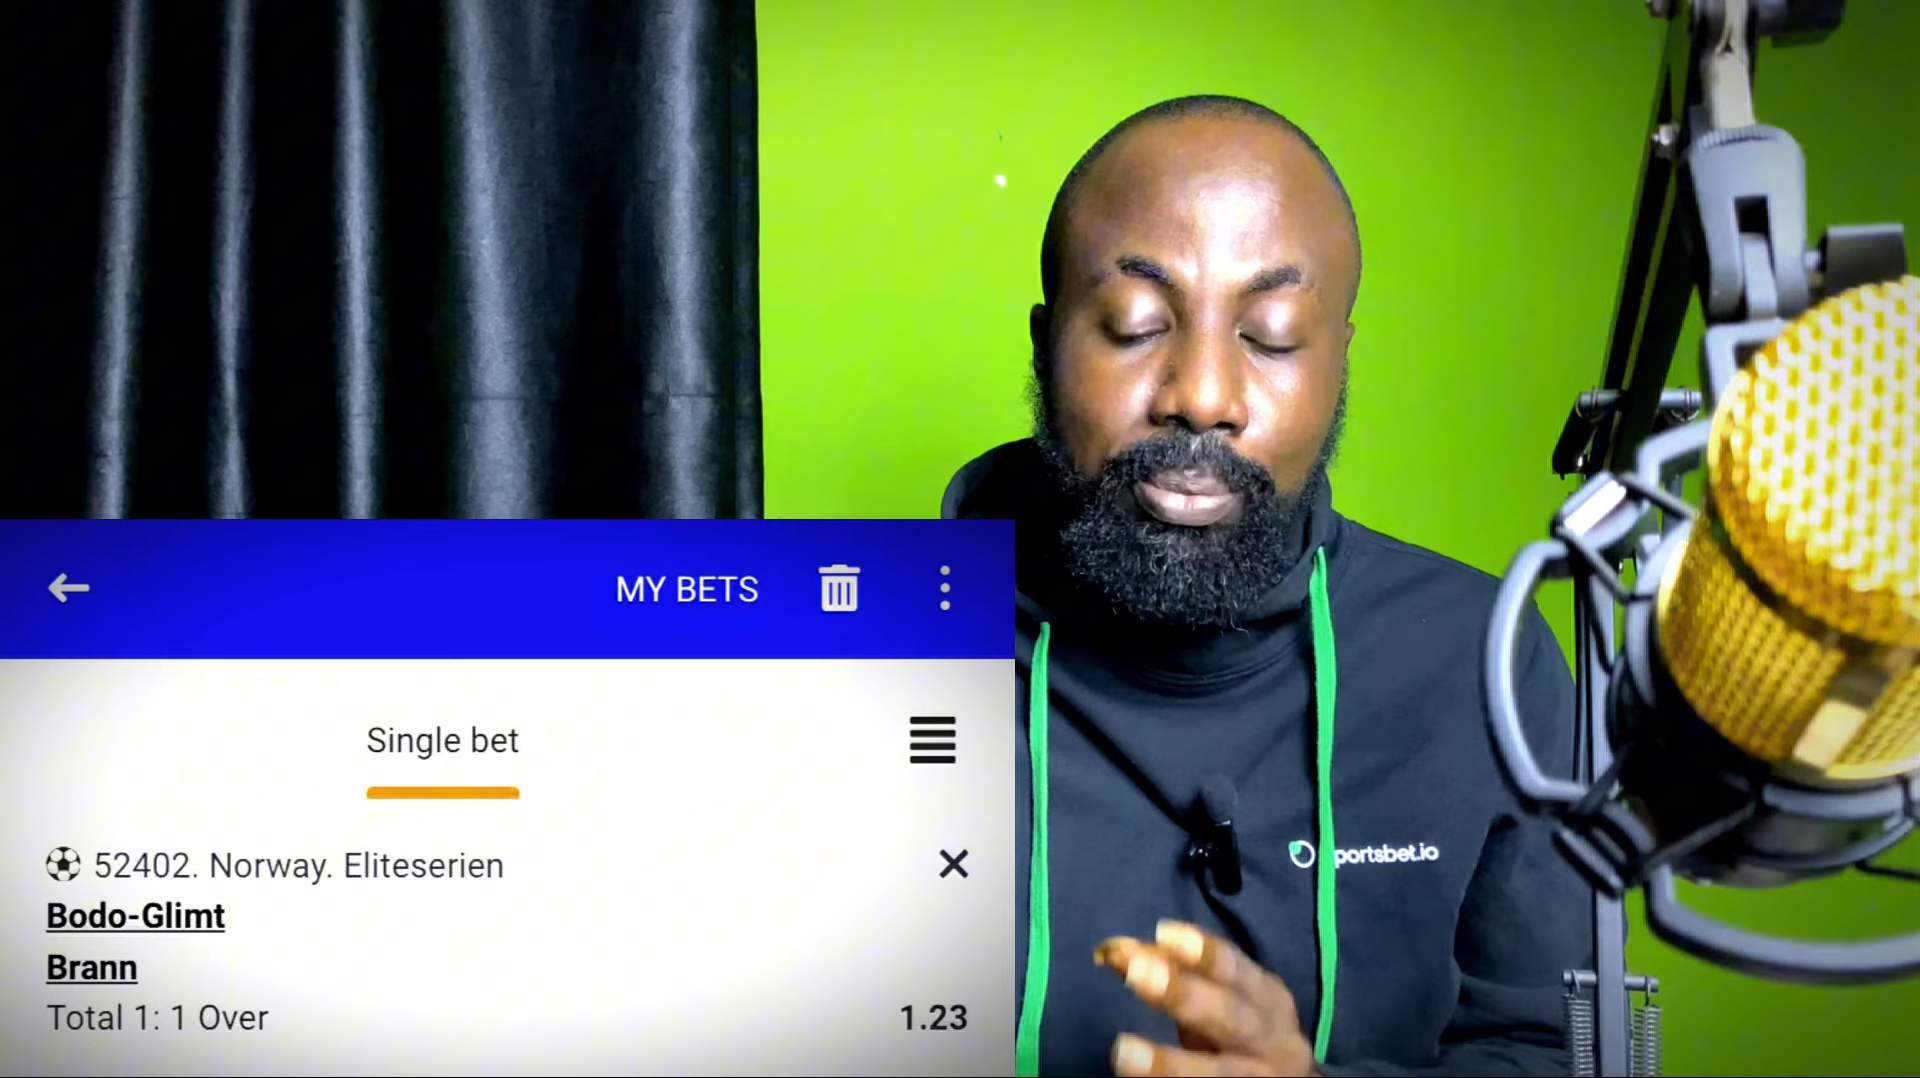 MY BETS
Single bet
52402. Norway. Eliteserien
Bodo-Glimt
Brann
Total 1: 1 Over
1.23
portsbet.io